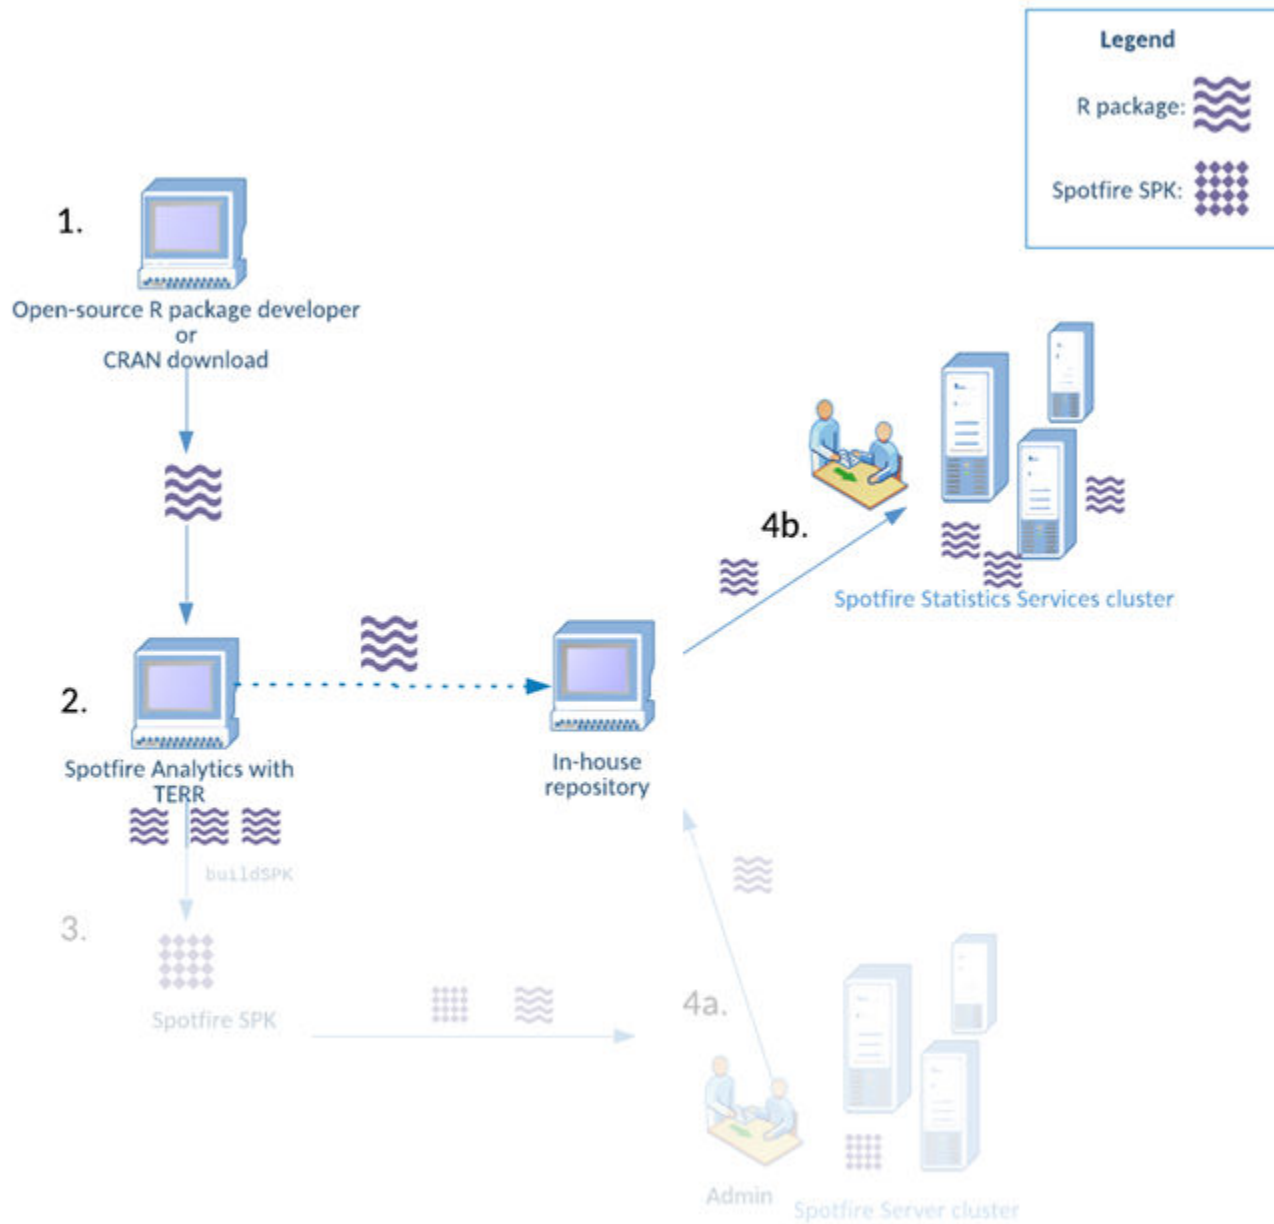 Legend
R package:
Spotfire SPK:
1.
Open-source R package developer
or
CRAN download
4b.
Spotfire Statistics Services cluster
2.
Spotfire Analytics with
TERR
In-house
repository
buildSPK
3.
Spotfire SPK
4a.
Admin
Spotfire Server cluster